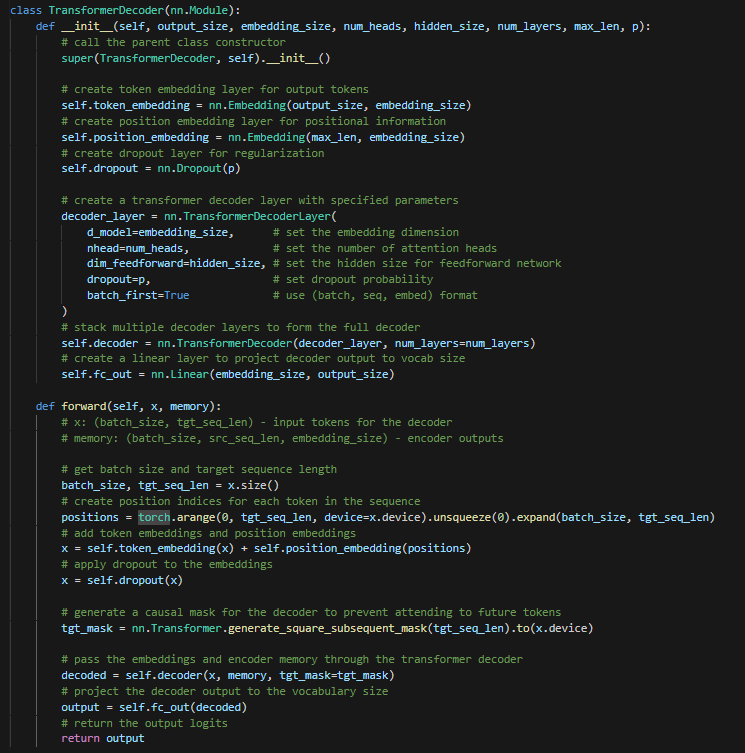 class TransformerDecoder(nn.Module):
    def __init__(self, output_size, embedding_size, num_heads, hidden_size, num_layers, max_len, p):
        # call the parent class constructor
        super(TransformerDecoder, self).__init__()

        # create token embedding layer for output tokens
        self.token_embedding = nn.Embedding(output_size, embedding_size)
        # create position embedding layer for positional information
        self.position_embedding = nn.Embedding(max_len, embedding_size)
        # create dropout layer for regularization
        self.dropout = nn.Dropout(p)

        # create a transformer decoder layer with specified parameters
        decoder_layer = nn.TransformerDecoderLayer(
            d_model=embedding_size,      # set the embedding dimension
            nhead=num_heads,             # set the number of attention heads
            dim_feedforward=hidden_size, # set the hidden size for feedforward network
            dropout=p,                   # set dropout probability
            batch_first=True             # use (batch, seq, embed) format
        )
        # stack multiple decoder layers to form the full decoder
        self.decoder = nn.TransformerDecoder(decoder_layer, num_layers=num_layers)
        # create a linear layer to project decoder output to vocab size
        self.fc_out = nn.Linear(embedding_size, output_size)

    def forward(self, x, memory):
        # x: (batch_size, tgt_seq_len) - input tokens for the decoder
        # memory: (batch_size, src_seq_len, embedding_size) - encoder outputs

        # get batch size and target sequence length
        batch_size, tgt_seq_len = x.size()
        # create position indices for each token in the sequence
        positions = torch.arange(0, tgt_seq_len, device=x.device).unsqueeze(0).expand(batch_size, tgt_seq_len)
        # add token embeddings and position embeddings
        x = self.token_embedding(x) + self.position_embedding(positions)
        # apply dropout to the embeddings
        x = self.dropout(x)

        # generate a causal mask for the decoder to prevent attending to future tokens
        tgt_mask = nn.Transformer.generate_square_subsequent_mask(tgt_seq_len).to(x.device)

        # pass the embeddings and encoder memory through the transformer decoder
        decoded = self.decoder(x, memory, tgt_mask=tgt_mask)
        # project the decoder output to the vocabulary size
        output = self.fc_out(decoded)
        # return the output logits
        return output